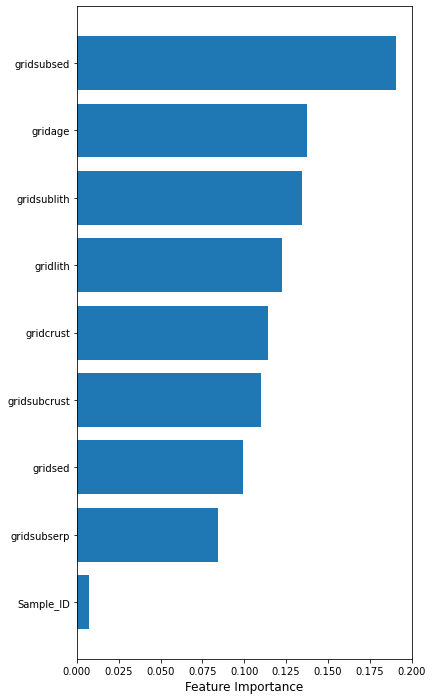 gridsubsed
gridage
gridsublith
gridlith
gridcrust
gridsubcrust
gridsed
gridsubserp
Sample_ID
0.000 0.025 0.050 0.075 0.100 0.125 0.150 0.175 0.200
Feature Importance